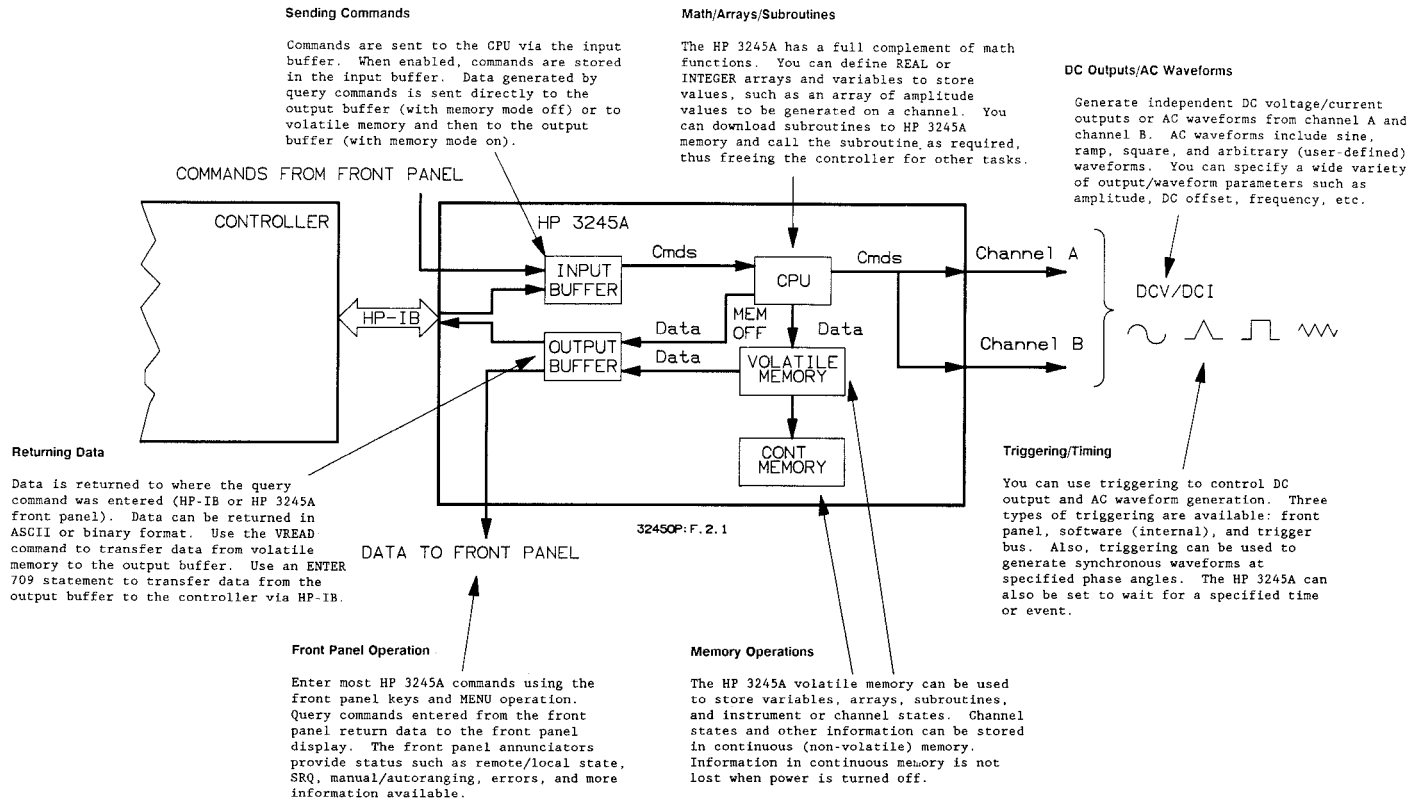 Sending Commands
Commands are sent to the CPU via the input
buffer. When enabled, commands are stored
in the input buffer. Data generated by
query commands is sent directly to the
output buffer (with memory mode off) or to
volatile memory and then to the output
buffer (with memory mode on).
Math/Arrays/Subroutines
The HP 3245A has a full complement of math
functions. You can define REAL or
INTEGER arrays and variables to store
values, such as an array of amplitude
values to be generated on a channel. You
can download subroutines to HP 3245A
memory and call the subroutine as required,
thus freeing the controller for other tasks.
DC Outputs/AC Waveforms
Generate independent DC voltage/current
outputs or AC waveforms from channel A and
channel B. AC waveforms include sine,
ramp, square, and arbitrary (user-defined)
waveforms. You can specify a wide variety
of output/waveform parameters such as
amplitude, DC offset, frequency, etc.
COMMANDS FROM FRONT PANEL
CONTROLLER
HP 3245A
HP-IB
INPUT
BUFFER
Cmds
CPU
Cmds
Channel A
MEM
OFF
Data
Data
OUTPUT
BUFFER
Data
VOLATILE
MEMORY
Channel B
DCV/DCI
CONT
MEMORY
3245OP:F.2.1
DATA TO FRONT PANEL
Returning Data
Data is returned to where the query
command was entered (HP-IB or HP 3245A
front panel). Data can be returned in
ASCII or binary format. Use the VREAD
command to transfer data from volatile
memory to the output buffer. Use an ENTER
709 statement to transfer data from the
output buffer to the controller via HP-IB.
Triggering/Timing
You can use triggering to control DC
output and AC waveform generation. Three
types of triggering are available: front
panel, software (internal), and trigger
bus. Also, triggering can be used to
generate synchronous waveforms at
specified phase angles. The HP 3245A can
also be set to wait for a specified time
or event.
Front Panel Operation
Enter most HP 3245A commands using the
front panel keys and MENU operation.
Query commands entered from the front
panel return data to the front panel
display. The front panel annunciators
provide status such as remote/local state,
SRQ, manual/autoranging, errors, and more
information available.
Memory Operations
The HP 3245A volatile memory can be used
to store variables, arrays, subroutines,
and instrument or channel states. Channel
states and other information can be stored
in continuous (non-volatile) memory.
Information in continuous memory is not
lost when power is turned off.